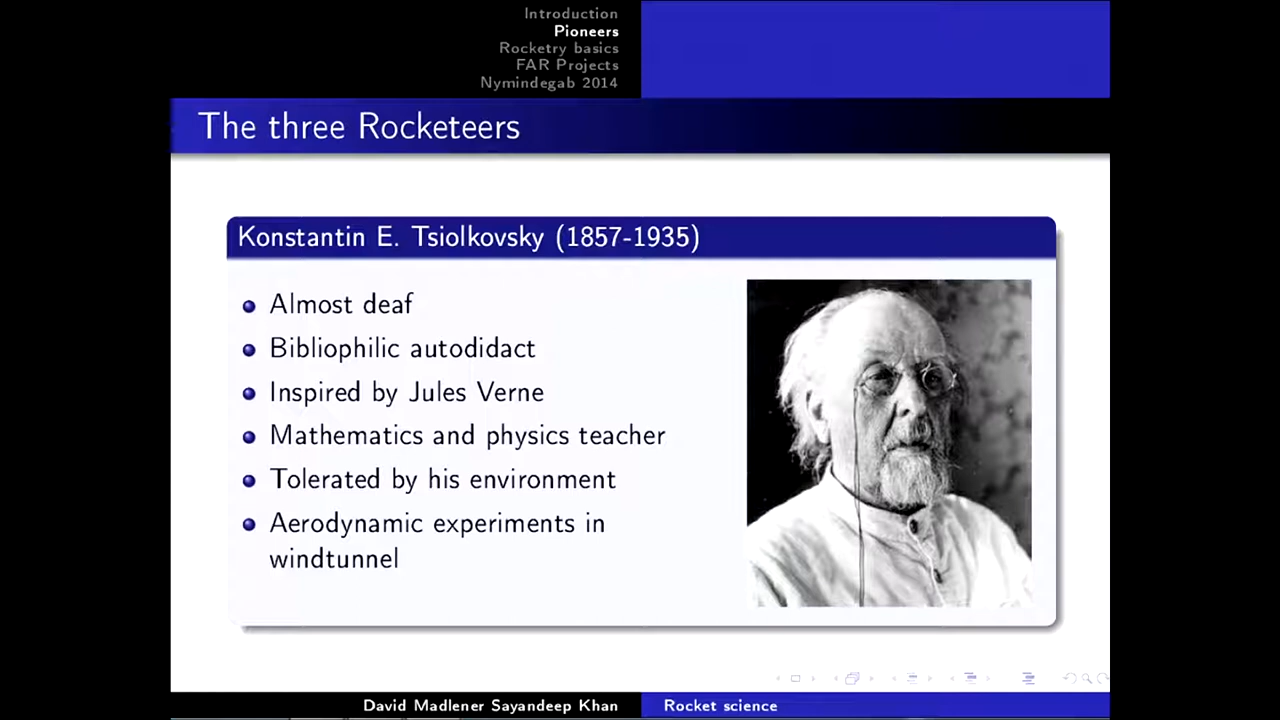 Introduction
Pioneers
Rocketry basics
FAR Projects
Nymindegab 2014
The three Rocketeers
Konstantin E. Tsiolkovsky (1857-1935)
Almost deaf
Bibliophilic autodidact
Inspired by Jules Verne
Mathematics and physics teacher
Tolerated by his environment
Aerodynamic experiments in
windtunnel
David Madlener Sayandeep Khan
Rocket science